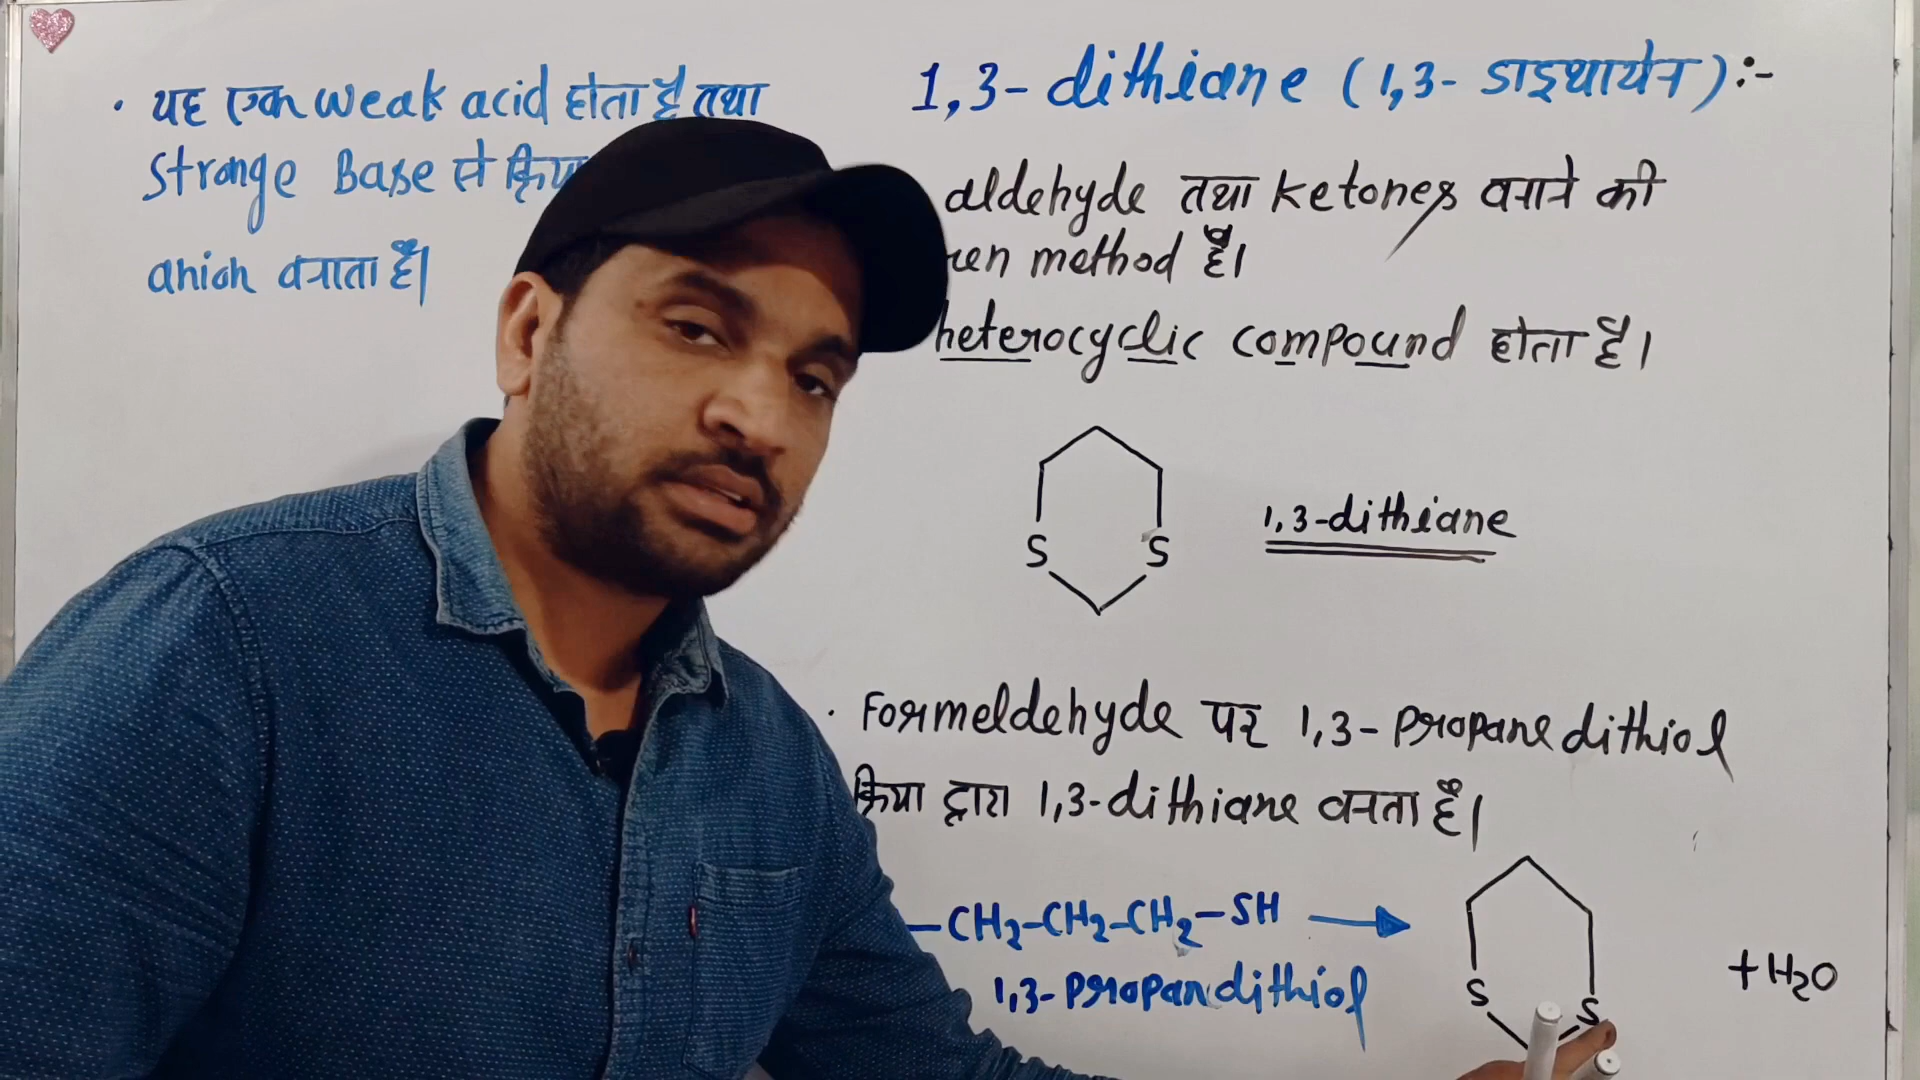 · यह एक weak acid होता है तथा
Stronge Base से
anion बनाता है।
1,3-dithiane (1,3- डाइथायेन):-
aldehyde तथा ketones बनाने की
method है।
heterocyclic compound होता है।
S S
1,3-dithiane
· Formeldehyde पर 1,3-propane dithiol
क्रिया द्वारा 1,3-dithiane बनता है।
-CH2-CH2-CH2-SH
1,3-propandithiol
S S
+H2O